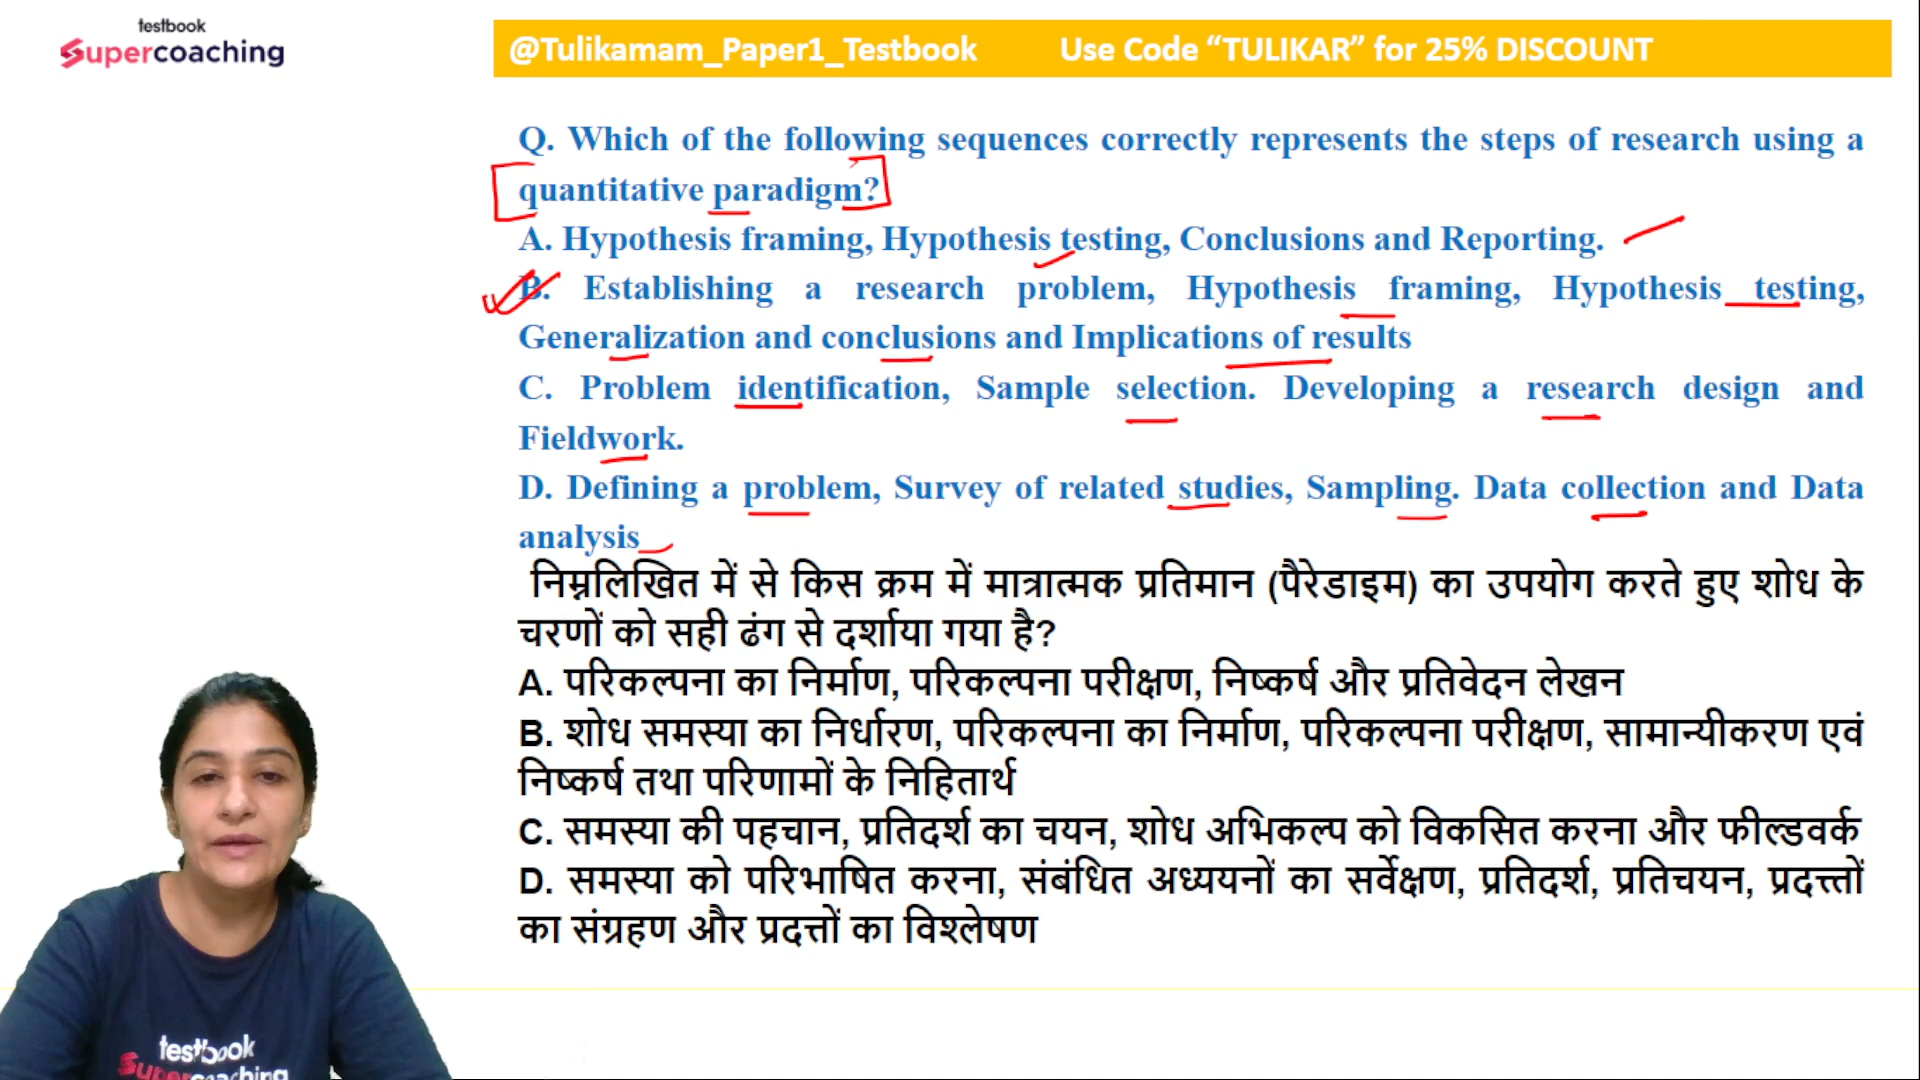 testbook
Supercoaching
@Tulikamam_Paper1_Testbook Use Code “TULIKAR” for 25% DISCOUNT
Q. Which of the following sequences correctly represents the steps of research using a
quantitative paradigm?
A. Hypothesis framing, Hypothesis testing, Conclusions and Reporting.
B. Establishing a research problem, Hypothesis framing, Hypothesis testing,
Generalization and conclusions and Implications of results
C. Problem identification, Sample selection. Developing a research design and
Fieldwork.
D. Defining a problem, Survey of related studies, Sampling. Data collection and Data
analysis
निम्नलिखित में से किस क्रम में मात्रात्मक प्रतिमान (पैरेडाइम) का उपयोग करते हुए शोध के
चरणों को सही ढंग से दर्शाया गया है?
A. परिकल्पना का निर्माण, परिकल्पना परीक्षण, निष्कर्ष और प्रतिवेदन लेखन
B. शोध समस्या का निर्धारण, परिकल्पना का निर्माण, परिकल्पना परीक्षण, सामान्यीकरण एवं
निष्कर्ष तथा परिणामों के निहितार्थ
C. समस्या की पहचान, प्रतिदर्श का चयन, शोध अभिकल्प को विकसित करना और फील्डवर्क
D. समस्या को परिभाषित करना, संबंधित अध्ययनों का सर्वेक्षण, प्रतिदर्श, प्रतिचयन, प्रदत्त्तों
का संग्रहण और प्रदत्तों का विश्लेषण
testbook
Supercoaching